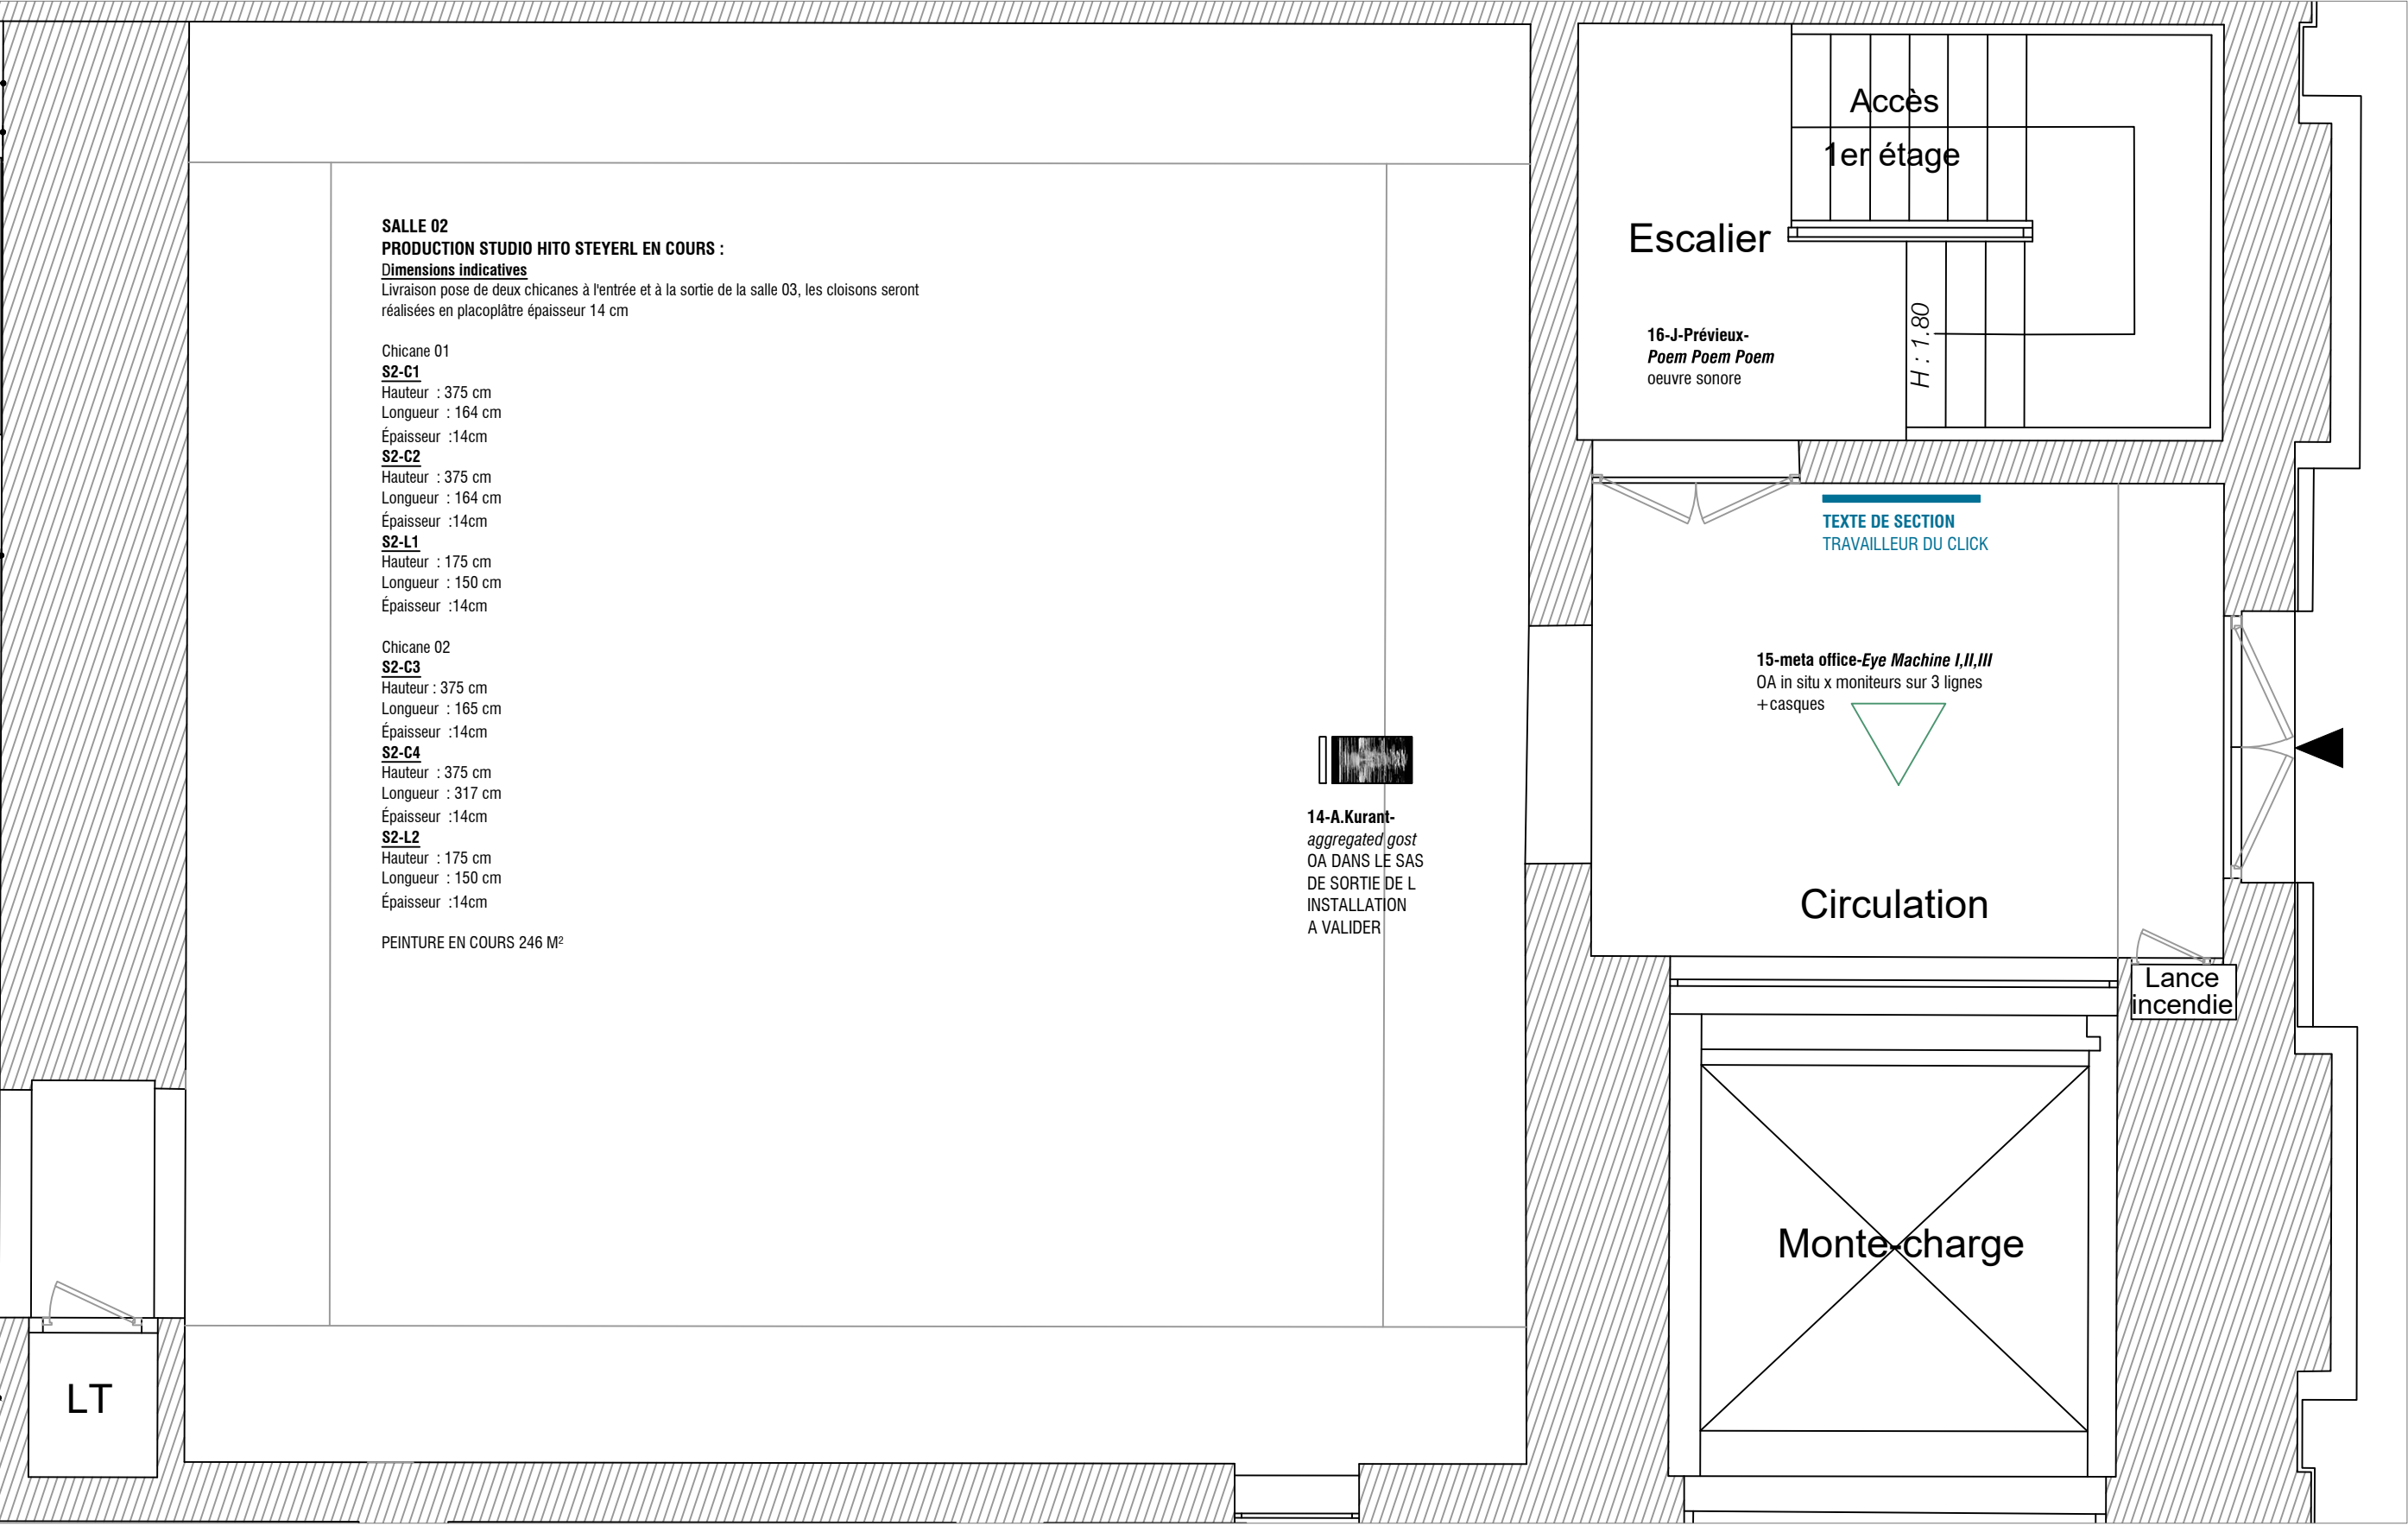 SALLE 02
PRODUCTION STUDIO HITO STEYERL EN COURS :
Dimensions indicatives
Livraison pose de deux chicanes à l'entrée et à la sortie de la salle 03, les cloisons seront
réalisées en placoplâtre épaisseur 14 cm
Chicane 01
S2-C1
Hauteur : 375 cm
Longueur : 164 cm
Épaisseur :14cm
S2-C2
Hauteur : 375 cm
Longueur : 164 cm
Épaisseur :14cm
S2-L1
Hauteur : 175 cm
Longueur : 150 cm
Épaisseur :14cm
Chicane 02
S2-C3
Hauteur : 375 cm
Longueur : 165 cm
Épaisseur :14cm
S2-C4
Hauteur : 375 cm
Longueur : 317 cm
Épaisseur :14cm
S2-L2
Hauteur : 175 cm
Longueur : 150 cm
Épaisseur :14cm
PEINTURE EN COURS 246 M²
14-A.Kurant-
aggregated gost
OA DANS LE SAS
DE SORTIE DE L
INSTALLATION
A VALIDER
Accès
1er étage
Escalier
H : 1.80
16-J-Prévieux-
Poem Poem Poem
oeuvre sonore
TEXTE DE SECTION
TRAVAILLEUR DU CLICK
15-meta office-Eye Machine I,II,III
OA in situ x moniteurs sur 3 lignes
+casques
Circulation
Lance
incendie
Monte-charge
LT